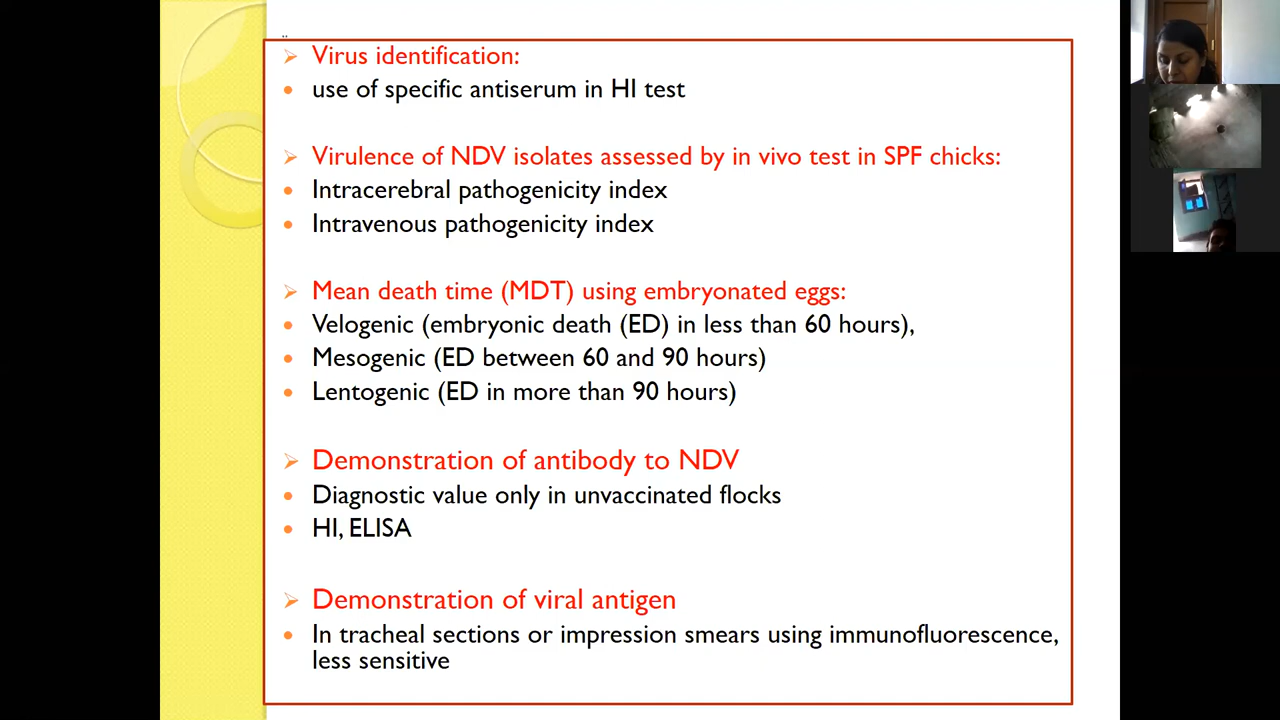 Virus identification:
use of specific antiserum in HI test
Virulence of NDV isolates assessed by in vivo test in SPF chicks:
Intracerebral pathogenicity index
Intravenous pathogenicity index
Mean death time (MDT) using embryonated eggs:
Velogenic (embryonic death (ED) in less than 60 hours),
Mesogenic (ED between 60 and 90 hours)
Lentogenic (ED in more than 90 hours)
Demonstration of antibody to NDV
Diagnostic value only in unvaccinated flocks
HI, ELISA
Demonstration of viral antigen
In tracheal sections or impression smears using immunofluorescence,
less sensitive